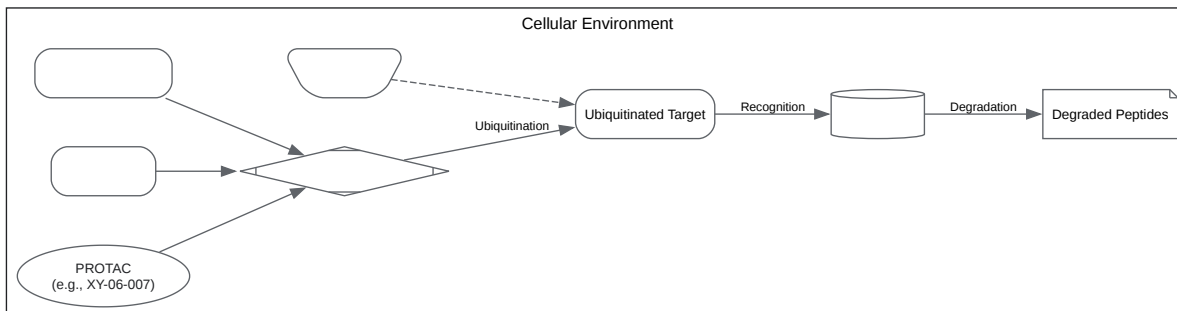 Cellular Environment
Ubiquitinated Target
Recognition
Degradation
Degraded Peptides
Ubiquitination
PROTAC
(e.g., XY-06-007)